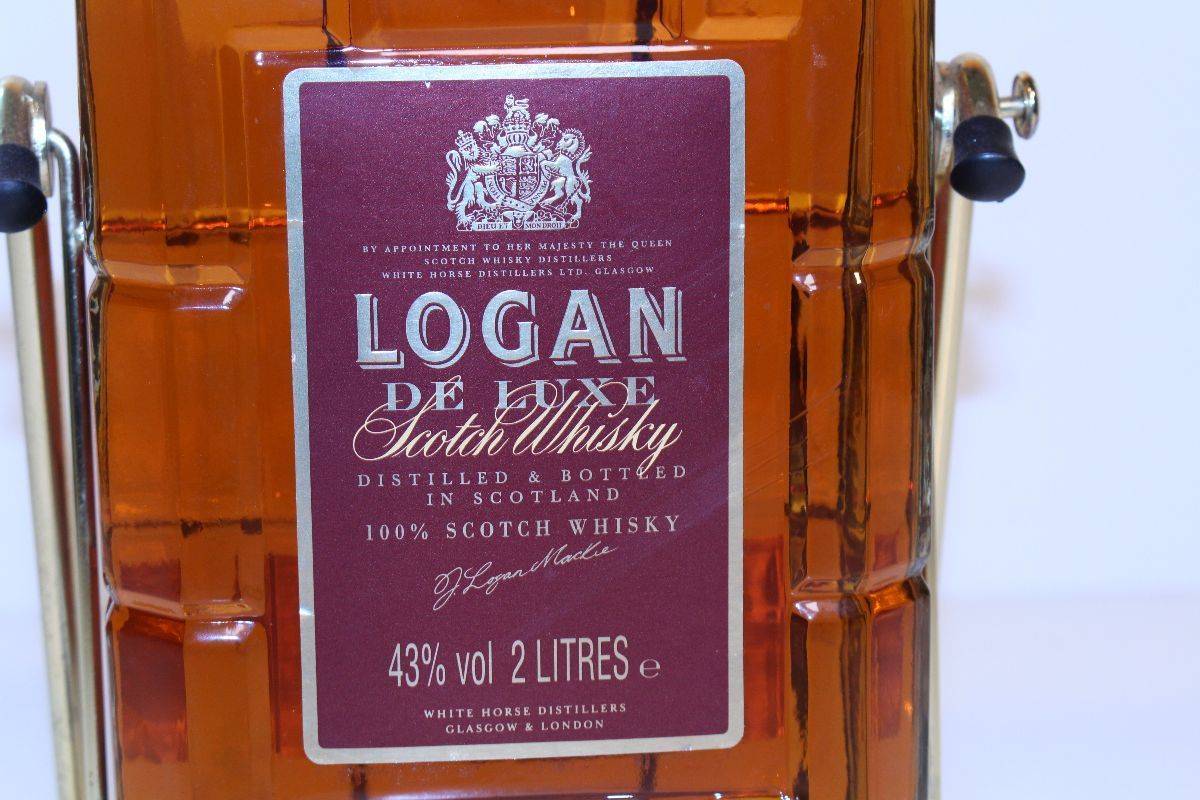 DIEU ET MON DROIT
BY APPOINTMENT TO HER MAJESTY THE QUEEN
SCOTCH WHISKY DISTILLERS
WHITE HORSE DISTILLERS LTD. GLASGOW
LOGAN
DE LUXE
Scotch Whisky
DISTILLED & BOTTLED
IN SCOTLAND
100% SCOTCH WHISKY
J. Logan Mackie
43% vol 2 LITRES e
WHITE HORSE DISTILLERS
GLASGOW & LONDON